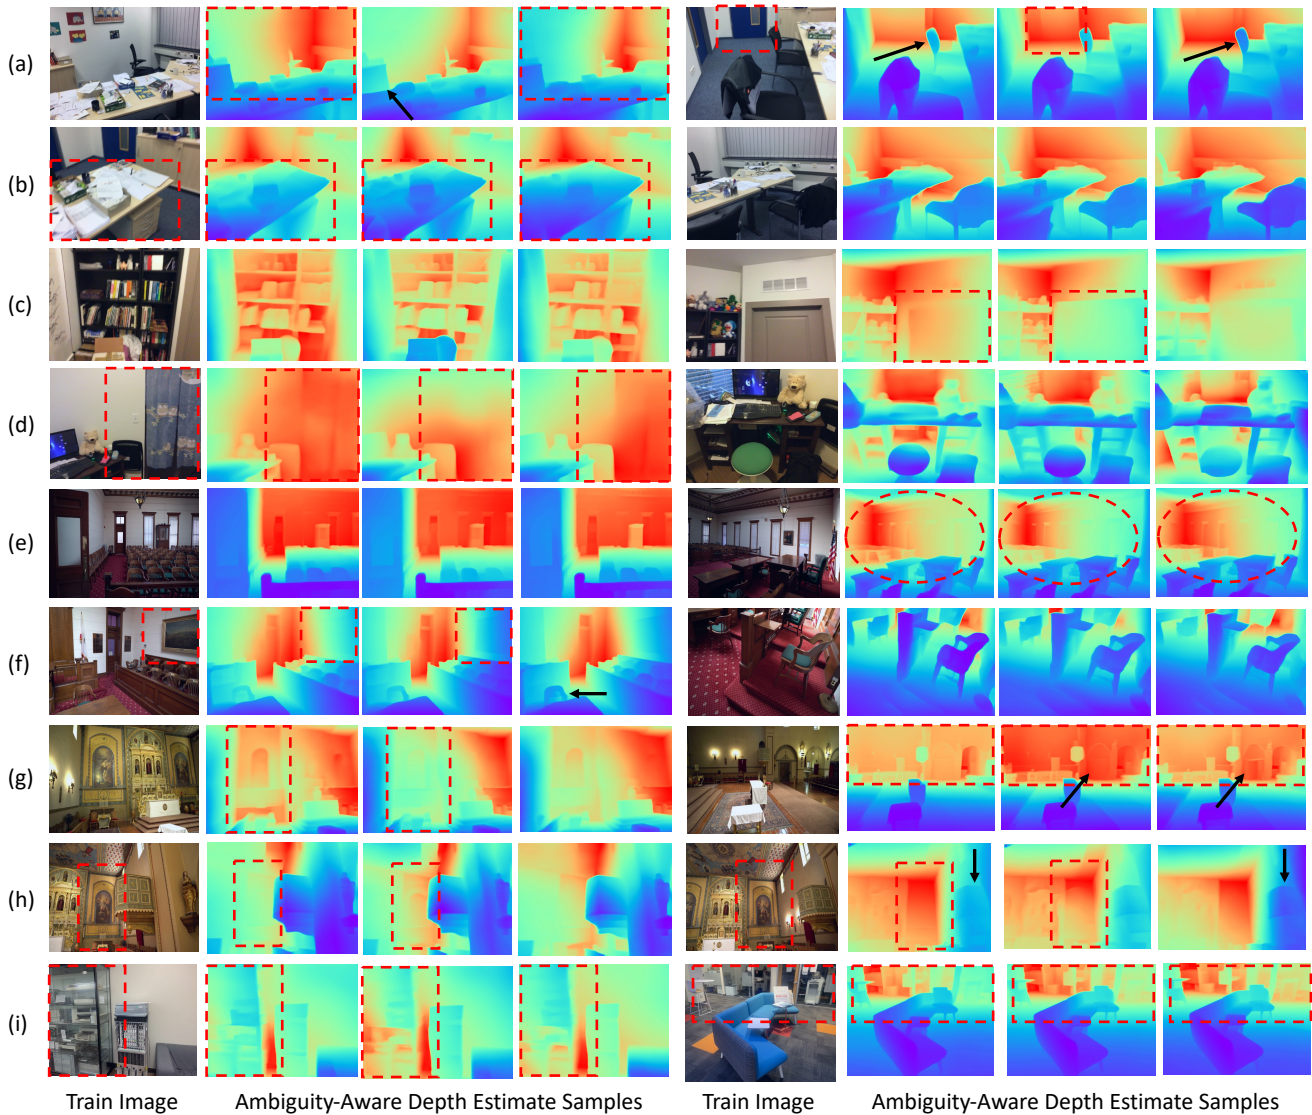 (a)
(b)
(c)
(d)
(e)
(f)
(g)
(h)
(i)
Train Image Ambiguity-Aware Depth Estimate Samples Train Image Ambiguity-Aware Depth Estimate Samples